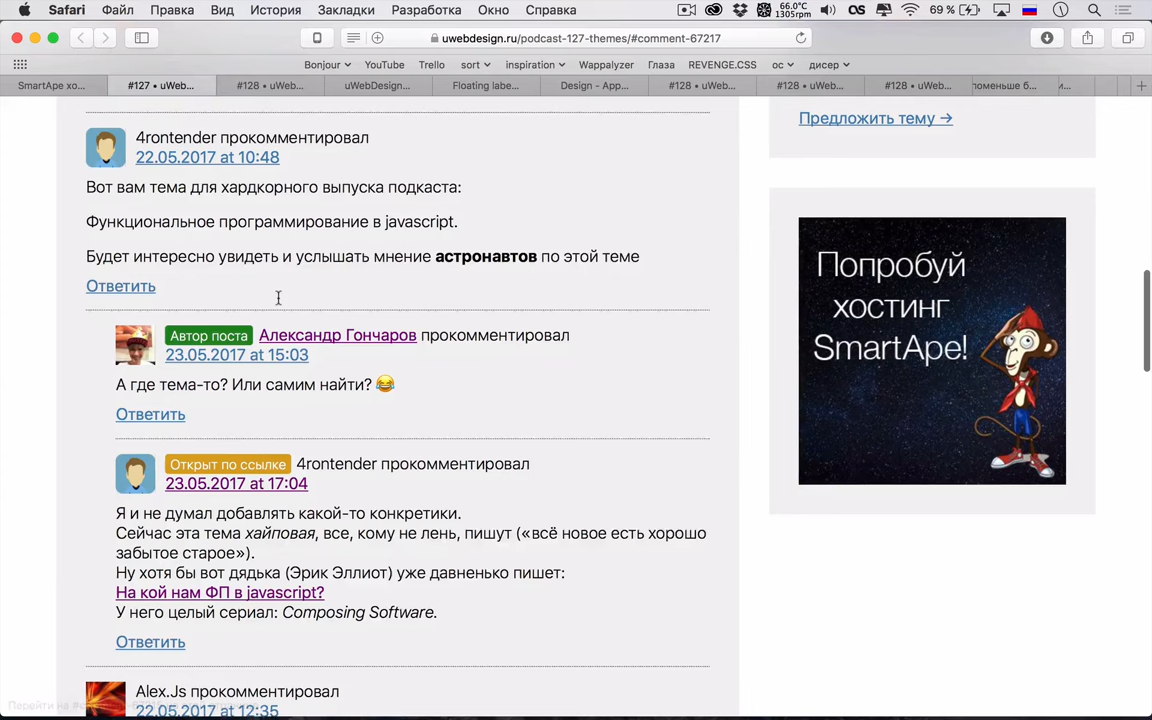 Safari Файл Правка Вид История Закладки Разработка Окно Справка
66.0°C
1305rpm
69 %
uwebdesign.ru/podcast-127-themes/#comment-67217
Bonjour YouTube Trello sort inspiration Wappalyzer Глаза REVENGE.CSS ос дисер
SmartApe хо... #127 • uWeb... #128 • uWeb... uWebDesign... Floating labe... Design - App... #128 • uWeb... #128 • uWeb... #128 • uWeb... поменьше б... и...
4rontender прокомментировал
22.05.2017 at 10:48
Вот вам тема для хардкорного выпуска подкаста:
Функциональное программирование в javascript.
Будет интересно увидеть и услышать мнение астронавтов по этой теме
Ответить
Автор поста Александр Гончаров прокомментировал
23.05.2017 at 15:03
А где тема-то? Или самим найти? 😂
Ответить
Открыт по ссылке 4rontender прокомментировал
23.05.2017 at 17:04
Я и не думал добавлять какой-то конкретики.
Сейчас эта тема хайповая, все, кому не лень, пишут («всё новое есть хорошо
забытое старое»).
Ну хотя бы вот дядька (Эрик Эллиот) уже давненько пишет:
На кой нам ФП в javascript?
У него целый сериал: Composing Software.
Ответить
Alex.Js прокомментировал
22.05.2017 at 12:35
Предложить тему →
Попробуй
хостинг
SmartApe!